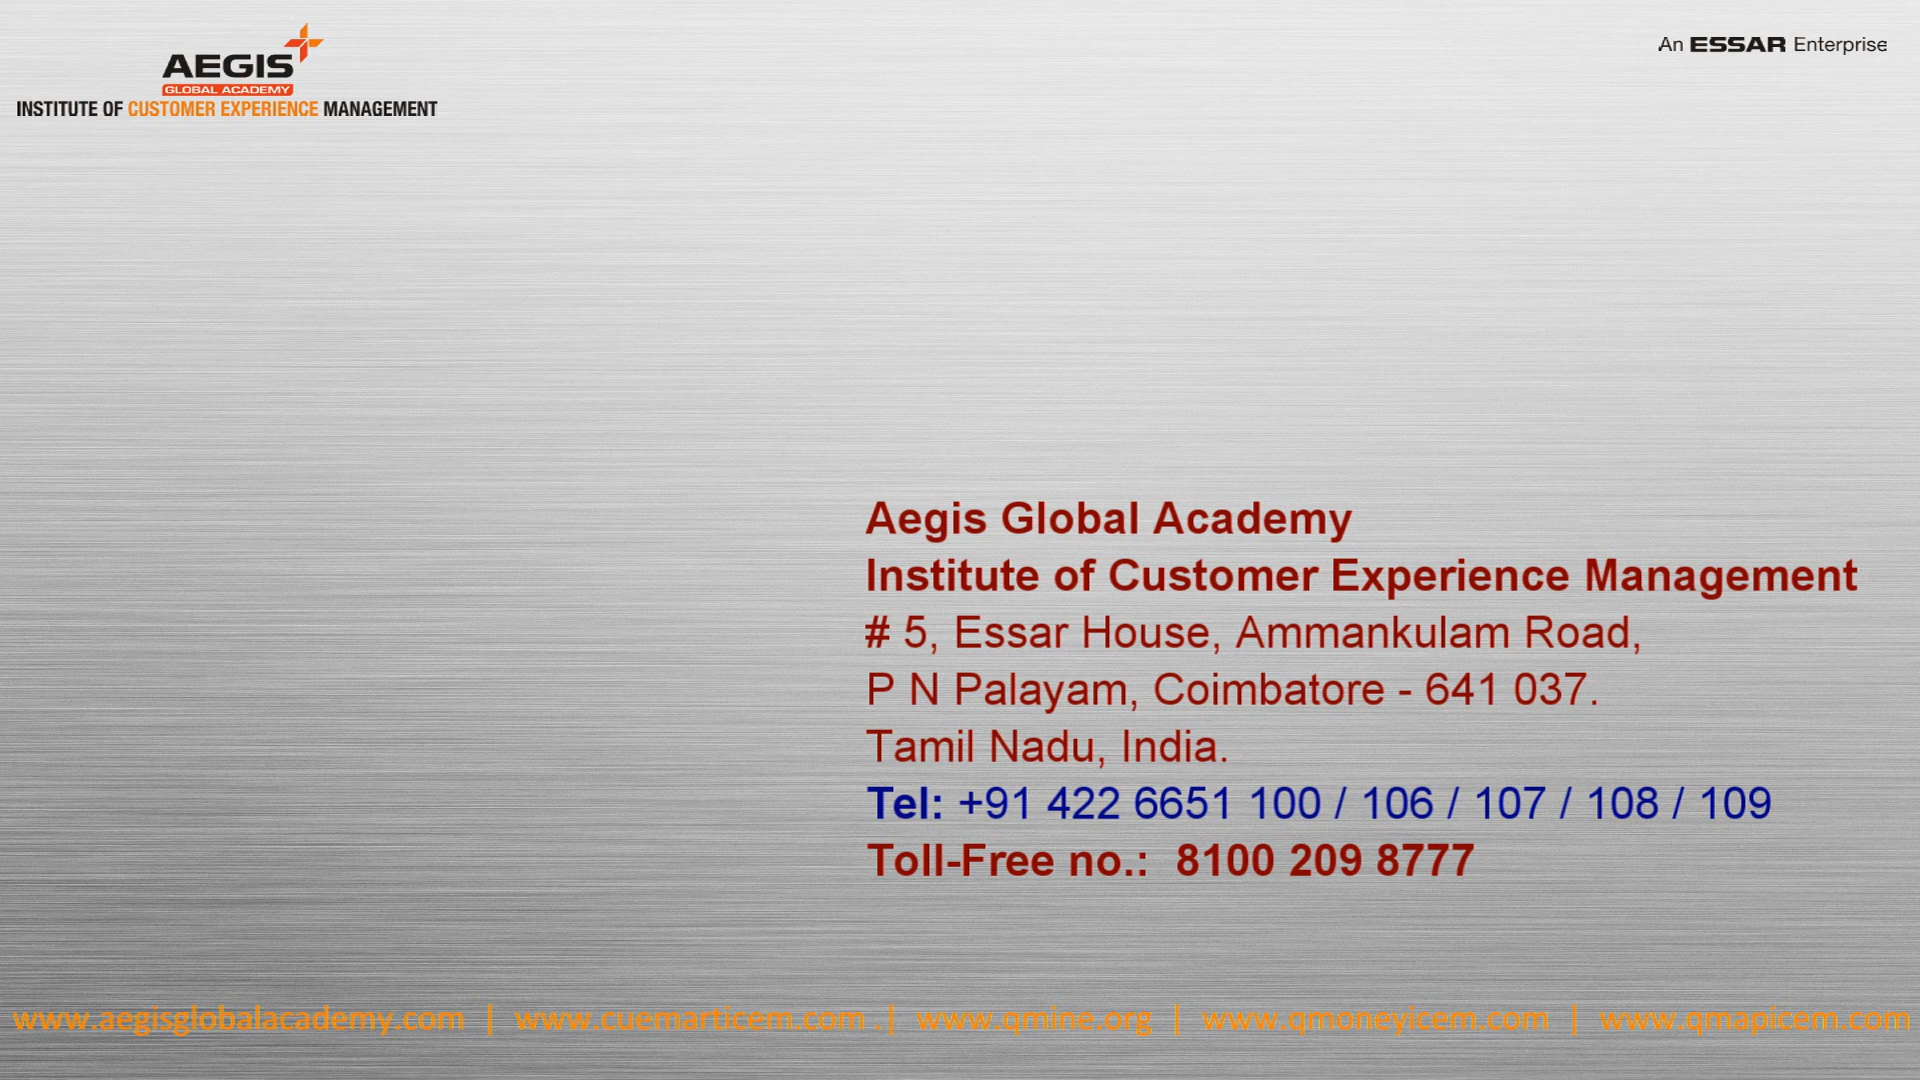 AEGIS
GLOBAL ACADEMY
INSTITUTE OF CUSTOMER EXPERIENCE MANAGEMENT
An ESSAR Enterprise
Aegis Global Academy
Institute of Customer Experience Management
# 5, Essar House, Ammankulam Road,
P N Palayam, Coimbatore - 641 037.
Tamil Nadu, India.
Tel: +91 422 6651 100 / 106 / 107 / 108 / 109
Toll-Free no.: 8100 209 8777
www.aegisglobalacademy.com | www.cuemarticem.com . | www.qmine.org | www.qmoneyicem.com | www.qmapicem.com